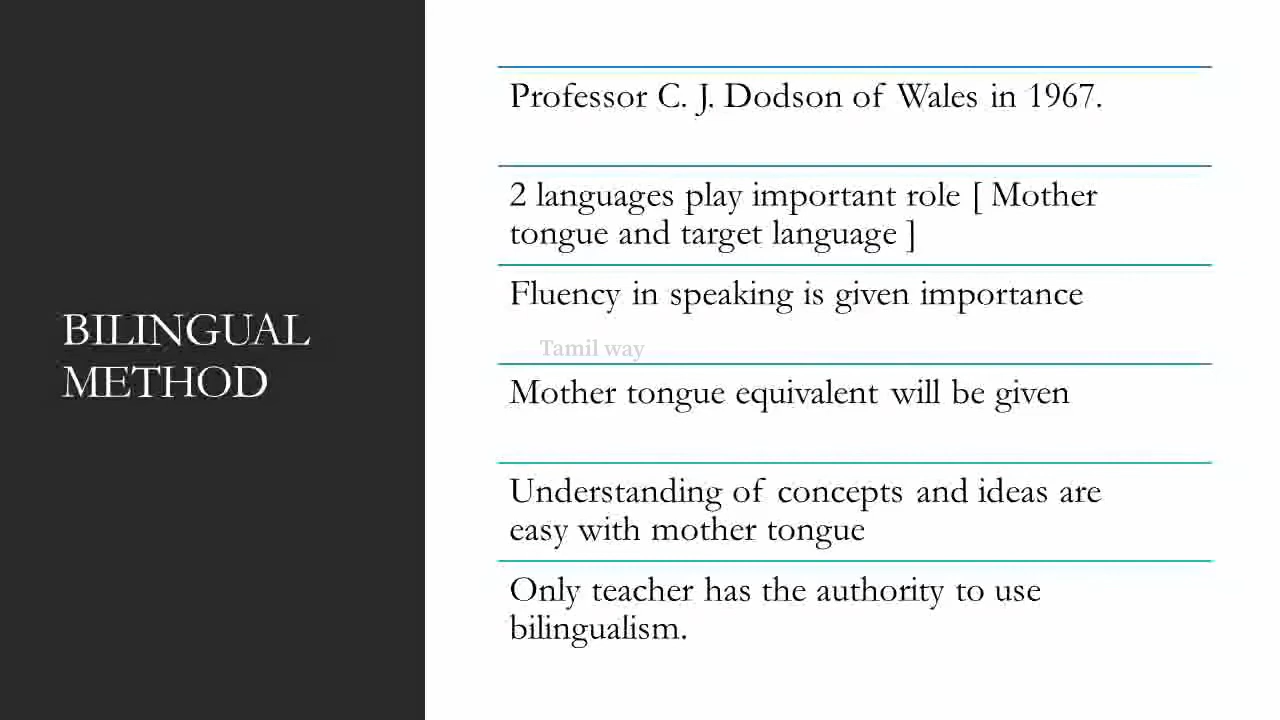 BILINGUAL
METHOD
Professor C. J. Dodson of Wales in 1967.
2 languages play important role [ Mother
tongue and target language ]
Fluency in speaking is given importance
Tamil way
Mother tongue equivalent will be given
Understanding of concepts and ideas are
easy with mother tongue
Only teacher has the authority to use
bilingualism.